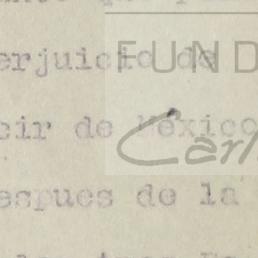 erjuicio de
FUND
cir de México
Carl
espues de la